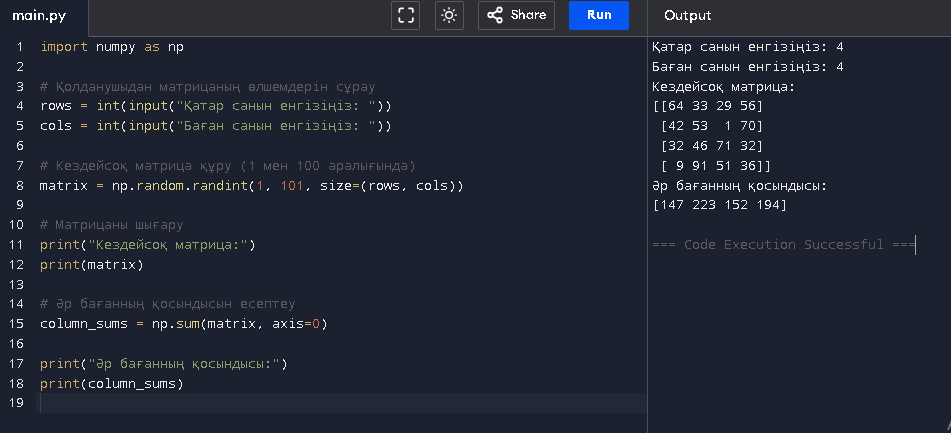 main.py
Share
Run
Output
1 import numpy as np
2
3 # Қолданушыдан матрицаның өлшемдерін сұрау
4 rows = int(input("Қатар санын енгізіңіз: "))
5 cols = int(input("Баған санын енгізіңіз: "))
6
7 # Кездейсоқ матрица құру (1 мен 100 аралығында)
8 matrix = np.random.randint(1, 101, size=(rows, cols))
9
10 # Матрицаны шығару
11 print("Кездейсоқ матрица:")
12 print(matrix)
13
14 # Әр бағанның қосындысын есептеу
15 column_sums = np.sum(matrix, axis=0)
16
17 print("Әр бағанның қосындысы:")
18 print(column_sums)
19
Қатар санын енгізіңіз: 4
Баған санын енгізіңіз: 4
Кездейсоқ матрица:
[[64 33 29 56]
 [42 53  1 70]
 [32 46 71 32]
 [ 9 91 51 36]]
Әр бағанның қосындысы:
[147 223 152 194]
=== Code Execution Successful ===